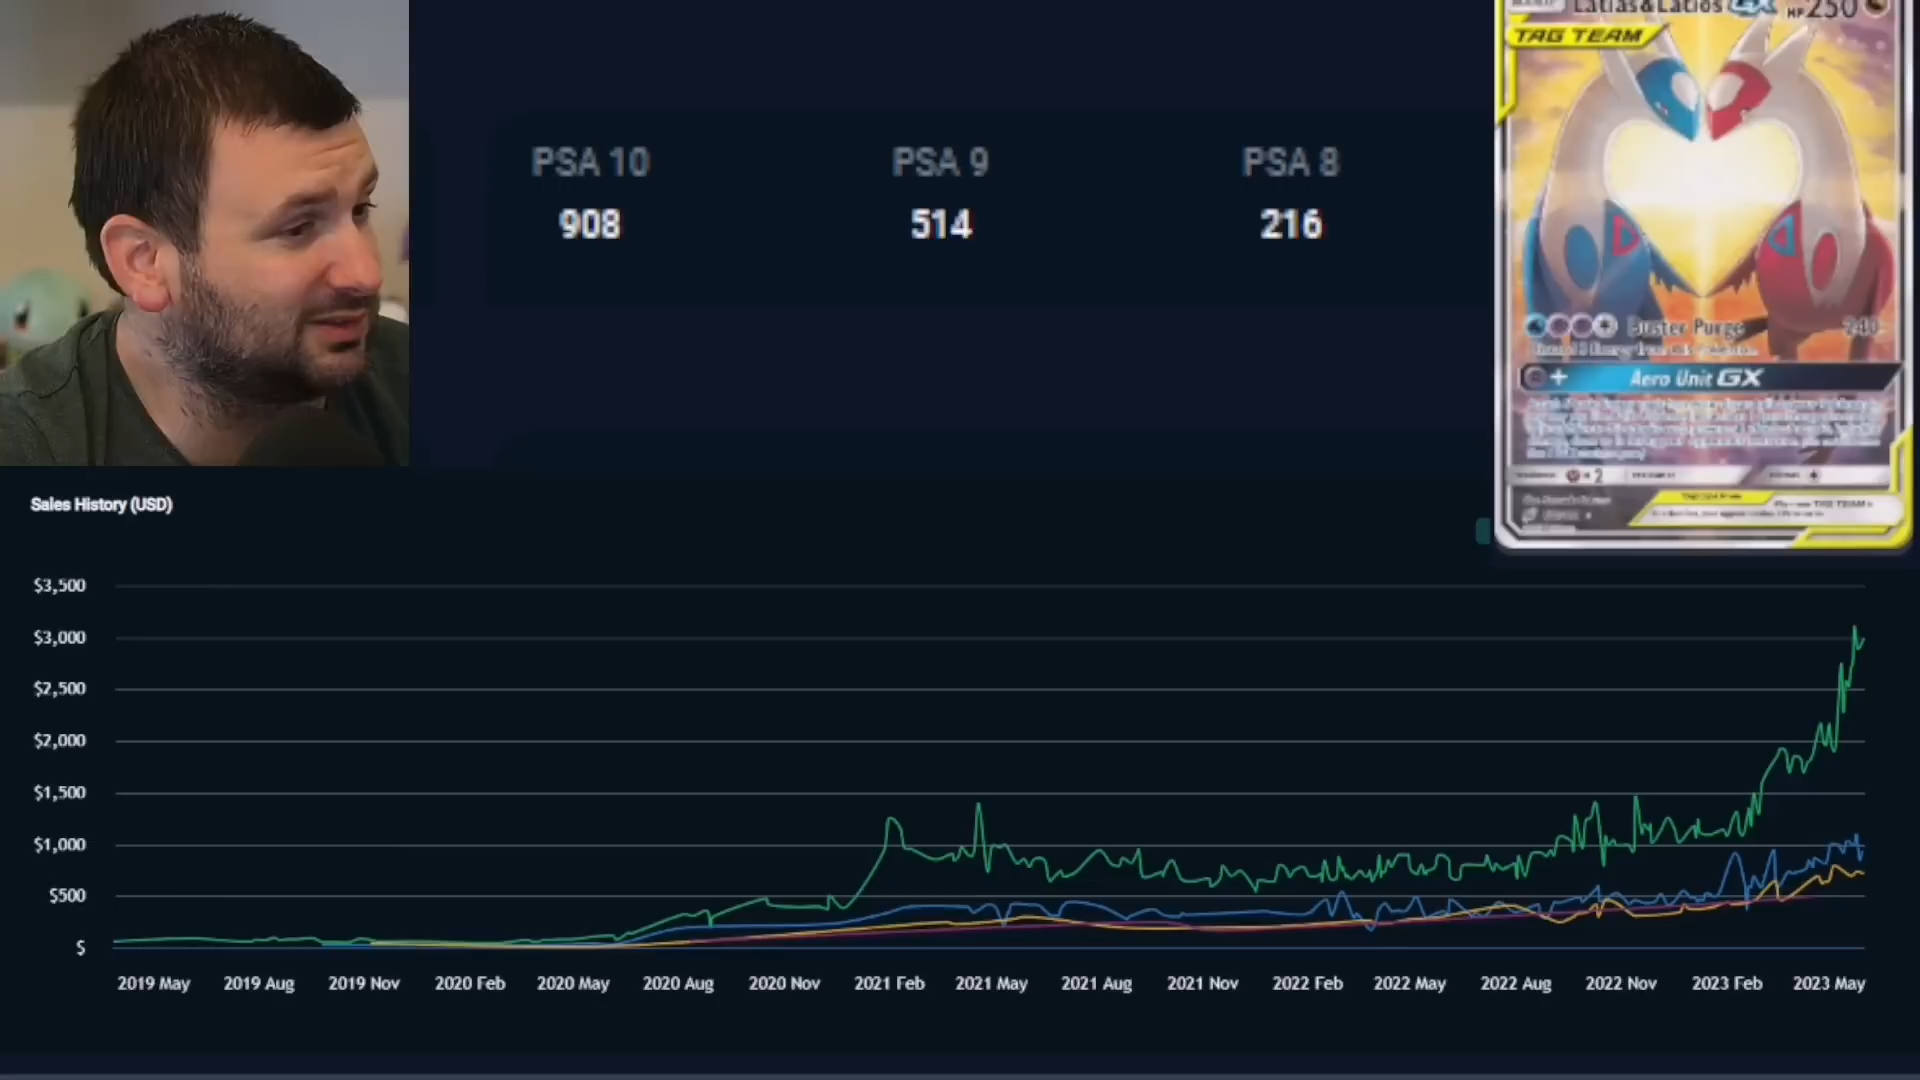 PSA 10
PSA 9
PSA 8
908
514
216
Latias&Latios GX HP250
TAG TEAM
Buster Purge 240
Aero Unit GX
Sales History (USD)
$3,500
$3,000
$2,500
$2,000
$1,500
$1,000
$500
$
2019 May
2019 Aug
2019 Nov
2020 Feb
2020 May
2020 Aug
2020 Nov
2021 Feb
2021 May
2021 Aug
2021 Nov
2022 Feb
2022 May
2022 Aug
2022 Nov
2023 Feb
2023 May